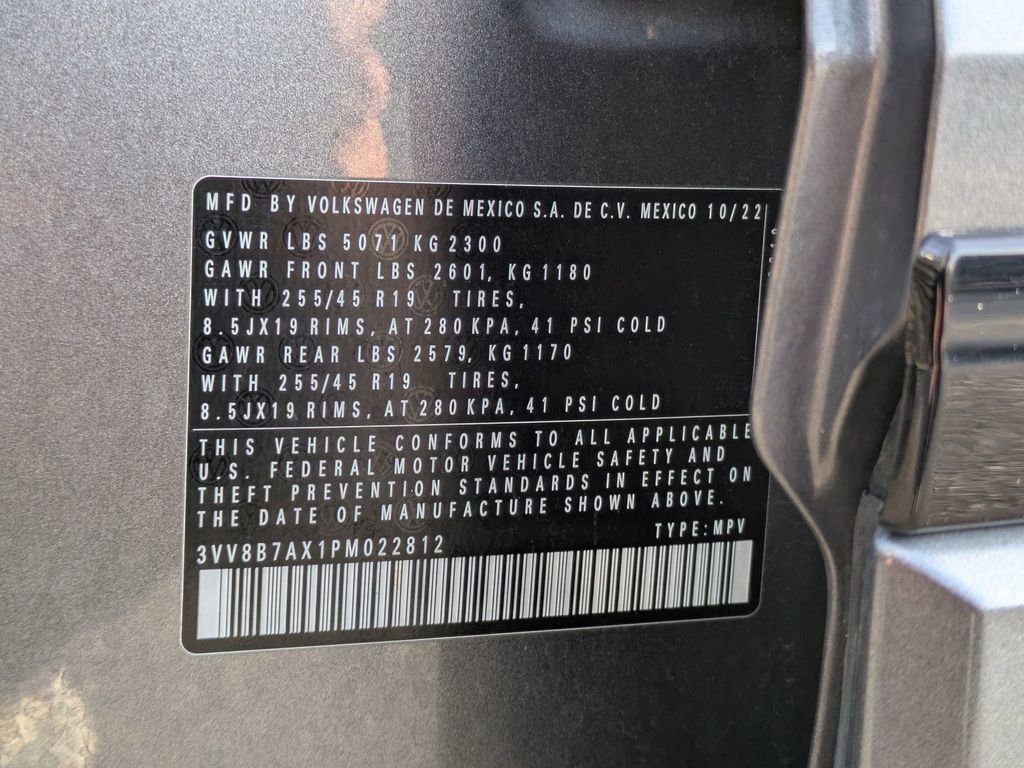 MFD BY VOLKSWAGEN DE MEXICO S.A. DE C.V. MEXICO 10/22
GVWR LBS 5071 KG 2300
GAWR FRONT LBS 2601, KG 1180
WITH 255/45 R19 TIRES,
8.5JX19 RIMS, AT 280 KPA, 41 PSI COLD
GAWR REAR LBS 2579, KG 1170
WITH 255/45 R19 TIRES,
8.5JX19 RIMS, AT 280 KPA, 41 PSI COLD
THIS VEHICLE CONFORMS TO ALL APPLICABLE
U.S. FEDERAL MOTOR VEHICLE SAFETY AND
THEFT PREVENTION STANDARDS IN EFFECT ON
THE DATE OF MANUFACTURE SHOWN ABOVE.
TYPE: MPV
3VV8B7AX1PM022812